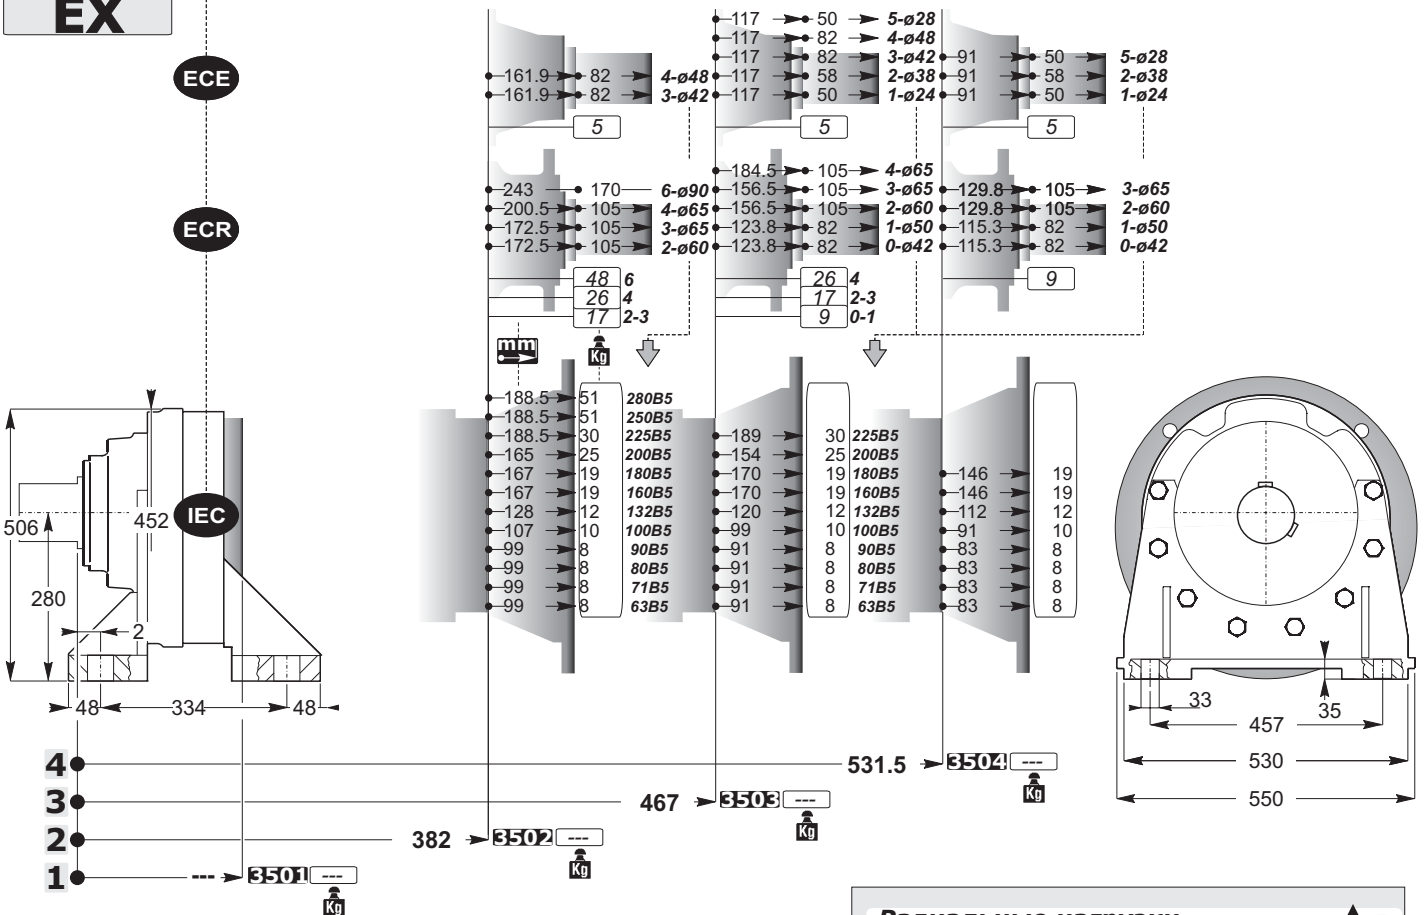 EX
ECE
161.9 82 4-ø48
161.9 82 3-ø42
5
117 50 5-ø28
117 82 4-ø48
117 82 3-ø42
117 58 2-ø38
117 50 1-ø24
5
91 50 5-ø28
91 58 2-ø38
91 50 1-ø24
5
ECR
243 170 6-ø90
200.5 105 4-ø65
172.5 105 3-ø65
172.5 105 2-ø60
48 6
26 4
17 2-3
184.5 105 4-ø65
156.5 105 3-ø65
156.5 105 2-ø60
123.8 82 1-ø50
123.8 82 0-ø42
26 4
17 2-3
9 0-1
129.8 105 3-ø65
129.8 105 2-ø60
115.3 82 1-ø50
115.3 82 0-ø42
9
mm
Kg
IEC
188.5 51 280B5
188.5 51 250B5
188.5 30 225B5
165 25 200B5
167 19 180B5
167 19 160B5
128 12 132B5
107 10 100B5
99 8 90B5
99 8 80B5
99 8 71B5
99 8 63B5
189 30 225B5
154 25 200B5
170 19 180B5
170 19 160B5
120 12 132B5
99 10 100B5
91 8 90B5
91 8 80B5
91 8 71B5
91 8 63B5
146 19
146 19
112 12
91 10
83 8
83 8
83 8
83 8
506
452
280
2
48 334 48
33
35
457
530
550
4 531.5 3504 ---
Kg
3 467 3503 ---
Kg
2 382 3502 ---
Kg
1 --- 3501 ---
Kg
Радиальные нагрузки